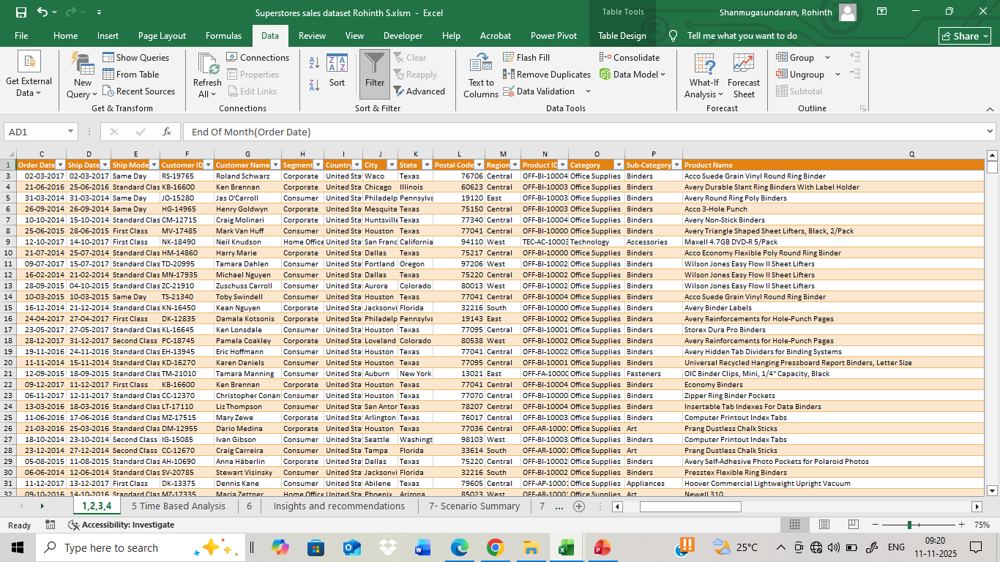 Superstores sales dataset Rohinth S.xlsm - Excel
Table Tools
Shanmugasundaram, Rohinth
File Home Insert Page Layout Formulas Data Review View Developer Help Acrobat Power Pivot Table Design Tell me what you want to do Share
Get External Data
New Query
Show Queries
From Table
Recent Sources
Get & Transform
Refresh All
Connections
Properties
Edit Links
Connections
Sort
Filter
Clear
Reapply
Advanced
Sort & Filter
Text to Columns
Flash Fill
Remove Duplicates
Data Validation
Consolidate
Data Model
Data Tools
What-If Analysis
Forecast Sheet
Forecast
Group
Ungroup
Subtotal
Outline
AD1 fx End Of Month(Order Date)
C D E F G H I J K L M N O P Q
1 Order Date Ship Date Ship Mode Customer ID Customer Name Segment Country City State Postal Code Region Product ID Category Sub-Category Product Name
3 02-03-2017 02-03-2017 Same Day RS-19765 Roland Schwarz Corporate United Sta Waco Texas 76706 Central OFF-BI-10004 Office Supplies Binders Acco Suede Grain Vinyl Round Ring Binder
4 21-06-2016 25-06-2016 Standard Clas KB-16600 Ken Brennan Corporate United Sta Chicago Illinois 60623 Central OFF-BI-10003 Office Supplies Binders Avery Durable Slant Ring Binders With Label Holder
5 31-03-2014 31-03-2014 Same Day JO-15280 Jas O'Carroll Consumer United Sta Philadelp Pennsylva 19120 East OFF-BI-10003 Office Supplies Binders Avery Round Ring Poly Binders
6 26-09-2014 26-09-2014 Same Day HG-14965 Henry Goldwyn Corporate United Sta Mesquite Texas 75150 Central OFF-BI-10003 Office Supplies Binders Acco 3-Hole Punch
7 10-10-2014 15-10-2014 Standard Clas CM-12715 Craig Molinari Corporate United Sta Huntsville Texas 77340 Central OFF-BI-10004 Office Supplies Binders Avery Non-Stick Binders
8 25-06-2015 28-06-2015 First Class MV-17485 Mark Van Huff Consumer United Sta Houston Texas 77041 Central OFF-BI-10000 Office Supplies Binders Avery Triangle Shaped Sheet Lifters, Black, 2/Pack
9 12-10-2017 14-10-2017 First Class NK-18490 Neil Knudson Home Office United Sta San Franc California 94110 West TEC-AC-10003 Technology Accessories Maxell 4.7GB DVD-R 5/Pack
10 21-07-2014 25-07-2014 Standard Clas HM-14860 Harry Marie Corporate United Sta Dallas Texas 75217 Central OFF-BI-10000 Office Supplies Binders Acco Economy Flexible Poly Round Ring Binder
11 09-07-2017 15-07-2017 Standard Clas TD-20995 Tamara Dahlen Consumer United Sta Portland Oregon 97206 West OFF-BI-10002 Office Supplies Binders Wilson Jones Easy Flow II Sheet Lifters
12 16-02-2014 21-02-2014 Standard Clas MN-17935 Michael Nguyen Consumer United Sta Dallas Texas 75220 Central OFF-BI-10002 Office Supplies Binders Wilson Jones Easy Flow II Sheet Lifters
13 28-09-2015 04-10-2015 Standard Clas ZC-21910 Zuschuss Carroll Consumer United Sta Aurora Colorado 80013 West OFF-BI-10002 Office Supplies Binders Wilson Jones Easy Flow II Sheet Lifters
14 10-03-2015 10-03-2015 Same Day TS-21340 Toby Swindell Consumer United Sta Houston Texas 77041 Central OFF-BI-10004 Office Supplies Binders Acco Suede Grain Vinyl Round Ring Binder
15 16-12-2014 21-12-2014 Standard Clas KN-16450 Kean Nguyen Corporate United Sta Jacksonvi Florida 32216 South OFF-BI-10000 Office Supplies Binders Avery Binder Labels
16 24-04-2017 27-04-2017 First Class DK-12835 Damala Kotsonis Corporate United Sta Philadelp Pennsylva 19143 East OFF-BI-10002 Office Supplies Binders Avery Reinforcements for Hole-Punch Pages
17 23-05-2017 27-05-2017 Standard Clas KL-16645 Ken Lonsdale Consumer United Sta Houston Texas 77095 Central OFF-BI-10001 Office Supplies Binders Storex Dura Pro Binders
18 28-12-2017 31-12-2017 Second Class PC-18745 Pamela Coakley Corporate United Sta Loveland Colorado 80538 West OFF-BI-10002 Office Supplies Binders Avery Reinforcements for Hole-Punch Pages
19 19-11-2016 24-11-2016 Standard Clas EH-13945 Eric Hoffmann Consumer United Sta Houston Texas 77041 Central OFF-BI-10002 Office Supplies Binders Avery Hidden Tab Dividers for Binding Systems
20 11-11-2014 15-11-2014 Standard Clas KD-16270 Karen Daniels Consumer United Sta Houston Texas 77095 Central OFF-BI-10001 Office Supplies Binders Universal Recycled Hanging Pressboard Report Binders, Letter Size
21 12-09-2015 18-09-2015 Standard Clas TM-21010 Tamara Manning Consumer United Sta Auburn New York 13021 East OFF-FA-10000 Office Supplies Fasteners OIC Binder Clips, Mini, 1/4" Capacity, Black
22 09-12-2017 11-12-2017 First Class KB-16600 Ken Brennan Corporate United Sta Houston Texas 77041 Central OFF-BI-10004 Office Supplies Binders Economy Binders
23 06-11-2017 12-11-2017 Standard Clas CC-12370 Christopher Conan Consumer United Sta Houston Texas 77070 Central OFF-BI-10000 Office Supplies Binders Zipper Ring Binder Pockets
24 13-03-2016 18-03-2016 Standard Clas LT-17110 Liz Thompson Consumer United Sta San Antor Texas 78207 Central OFF-BI-10004 Office Supplies Binders Insertable Tab Indexes For Data Binders
25 11-06-2016 17-06-2016 Standard Clas MZ-17515 Mary Zewe Corporate United Sta Arlington Texas 76017 Central OFF-BI-10003 Office Supplies Binders Computer Printout Index Tabs
26 21-03-2016 25-03-2016 Standard Clas DM-12955 Dario Medina Corporate United Sta Houston Texas 77036 Central OFF-AR-10001 Office Supplies Art Prang Dustless Chalk Sticks
27 18-10-2014 23-10-2014 Second Class IG-15085 Ivan Gibson Consumer United Sta Seattle Washingt 98103 West OFF-BI-10003 Office Supplies Binders Computer Printout Index Tabs
28 23-12-2014 27-12-2014 Second Class CC-12670 Craig Carreira Consumer United Sta Tampa Florida 33614 South OFF-AR-10001 Office Supplies Art Prang Dustless Chalk Sticks
29 05-08-2015 11-08-2015 Standard Clas AH-10690 Anna Häberlin Corporate United Sta Dallas Texas 75220 Central OFF-BI-10002 Office Supplies Binders Avery Self-Adhesive Photo Pockets for Polaroid Photos
30 06-06-2014 12-06-2014 Standard Clas SV-20785 Stewart Visinsky Consumer United Sta Jacksonvi Florida 32216 South OFF-BI-10002 Office Supplies Binders Presstex Flexible Ring Binders
31 11-12-2017 13-12-2017 First Class DK-13375 Dennis Kane Consumer United Sta Abilene Texas 79605 Central OFF-AP-10001 Office Supplies Appliances Hoover Commercial Lightweight Upright Vacuum
32 09-10-2016 14-10-2016 Standard Clas MZ-17335 Maria Zettner Home Office United Sta Phoenix Arizona 85023 West OFF-AR-1000 Office Supplies Art Newell 310
1,2,3,4 5 Time Based Analysis 6 Insights and recommendations 7- Scenario Summary 7 ...
Ready Accessibility: Investigate 75%
Type here to search 25°C ENG 09:20
11-11-2025